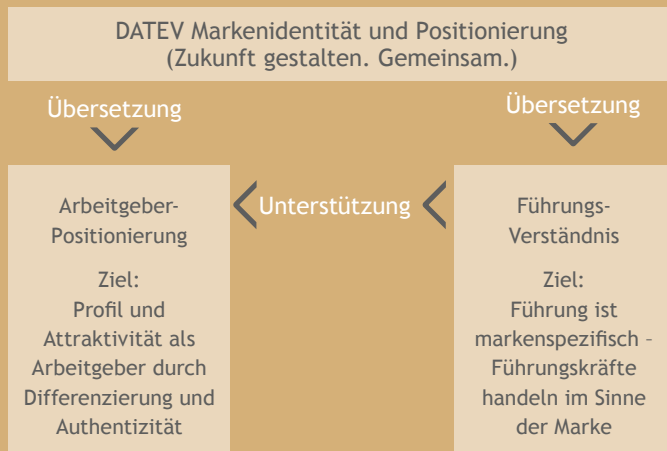 DATEV Markenidentität und Positionierung
(Zukunft gestalten. Gemeinsam.)
Übersetzung
Übersetzung
Arbeitgeber-
Positionierung
Ziel:
Profil und
Attraktivität als
Arbeitgeber durch
Differenzierung und
Authentizität
Unterstützung
Führungs-
Verständnis
Ziel:
Führung ist
markenspezifisch –
Führungskräfte
handeln im Sinne
der Marke